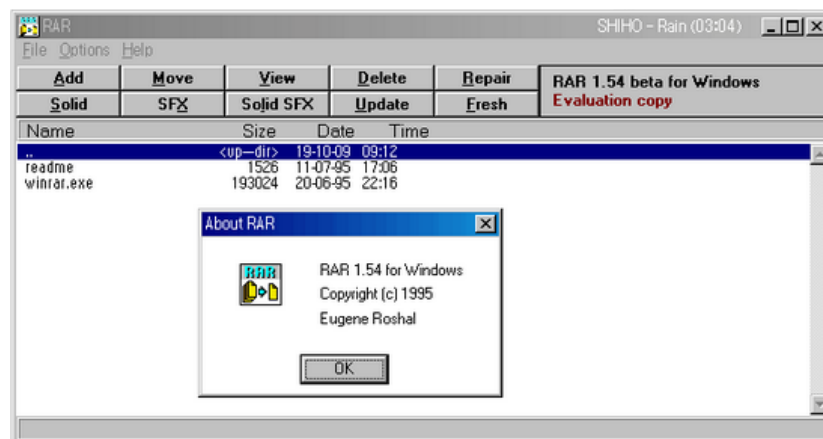 RAR SHIHO - Rain (03:04)
File Options Help
Add Move View Delete Repair
Solid SFX Solid SFX Update Fresh
RAR 1.54 beta for Windows
Evaluation copy
Name Size Date Time
.. <up-dir> 19-10-09 09:12
readme 1526 11-07-95 17:06
winrar.exe 193024 20-06-95 22:16
About RAR
RAR
RAR 1.54 for Windows
Copyright (c) 1995
Eugene Roshal
OK